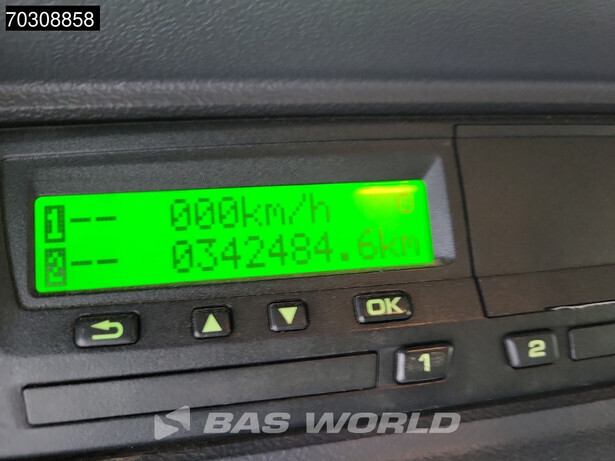 70308858
1 -- 000km/h
2 -- 0342484.6km
OK
1
2
BAS WORLD